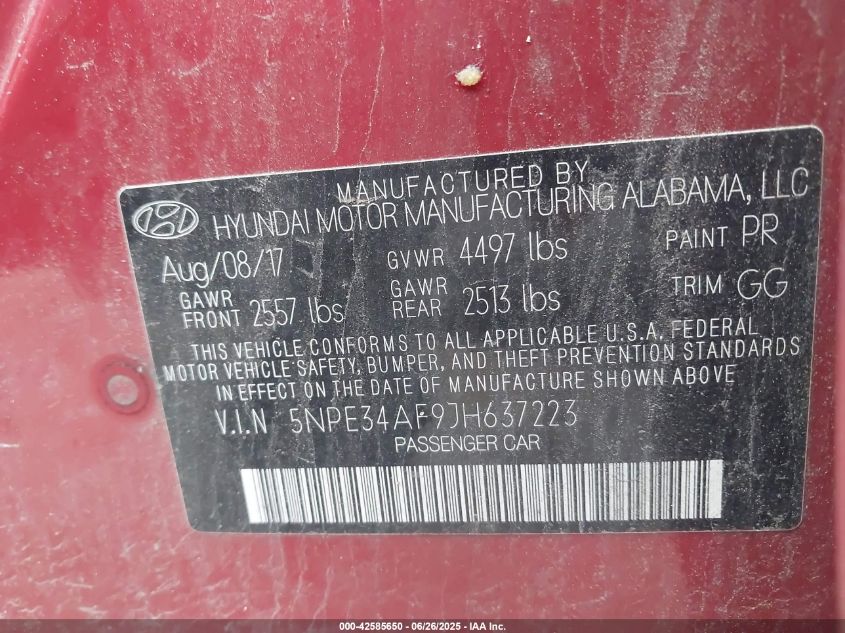 MANUFACTURED BY
HYUNDAI MOTOR MANUFACTURING ALABAMA, LLC
Aug/08/17 GVWR 4497 lbs PAINT PR
GAWR FRONT 2557 lbs GAWR REAR 2513 lbs TRIM GG
THIS VEHICLE CONFORMS TO ALL APPLICABLE U.S.A. FEDERAL
MOTOR VEHICLE SAFETY, BUMPER, AND THEFT PREVENTION STANDARDS
IN EFFECT ON THE DATE OF MANUFACTURE SHOWN ABOVE
V.I.N 5NPE34AF9JH637223
PASSENGER CAR
000-42585650 - 06/26/2025 - IAA Inc.